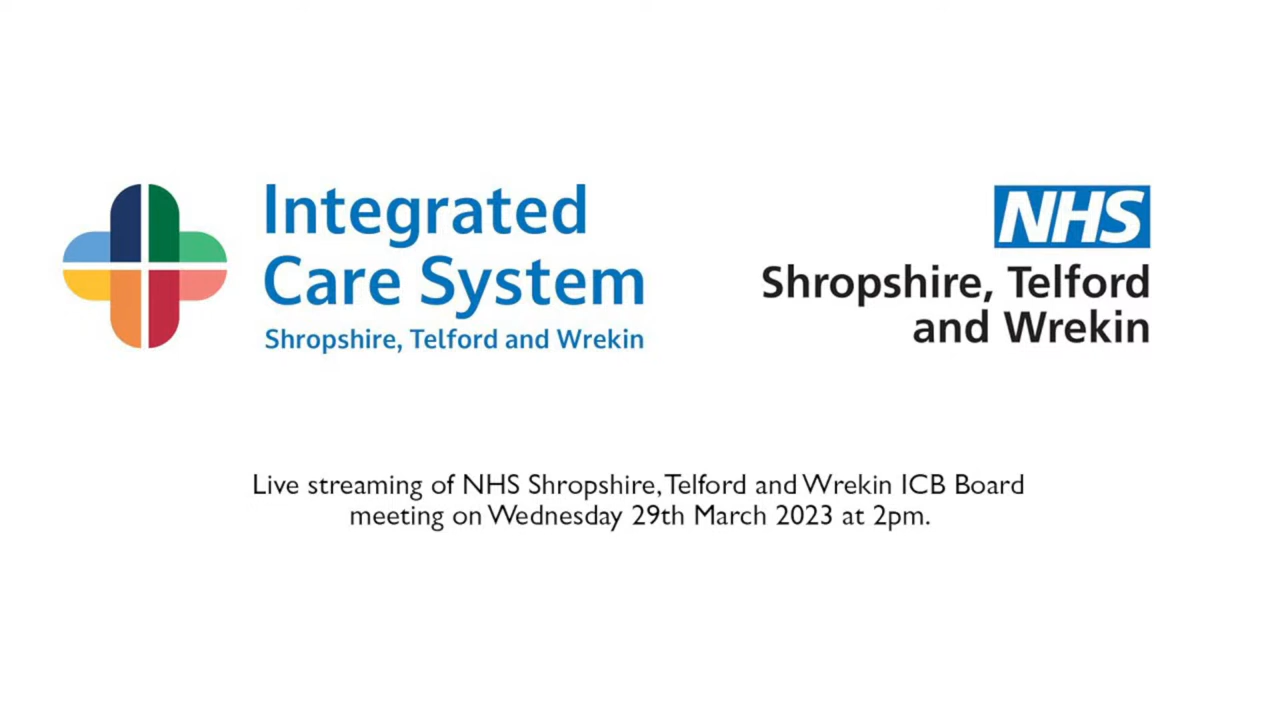 Integrated
Care System
Shropshire, Telford and Wrekin
NHS
Shropshire, Telford
and Wrekin
Live streaming of NHS Shropshire, Telford and Wrekin ICB Board
meeting on Wednesday 29th March 2023 at 2pm.